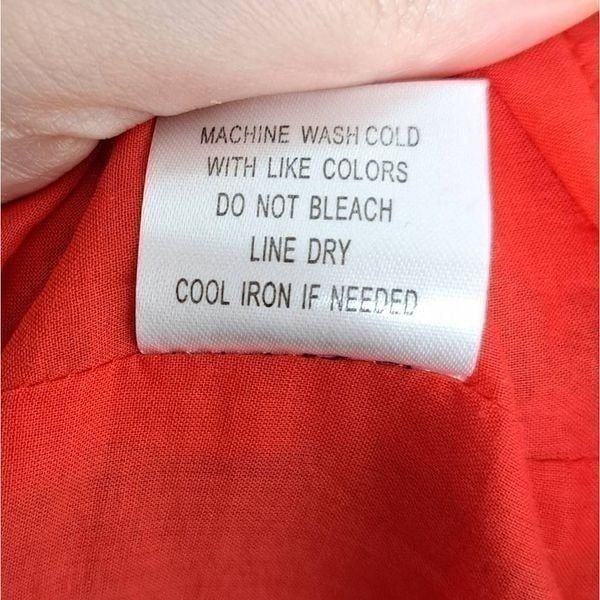 MACHINE WASH COLD
WITH LIKE COLORS
DO NOT BLEACH
LINE DRY
COOL IRON IF NEEDED